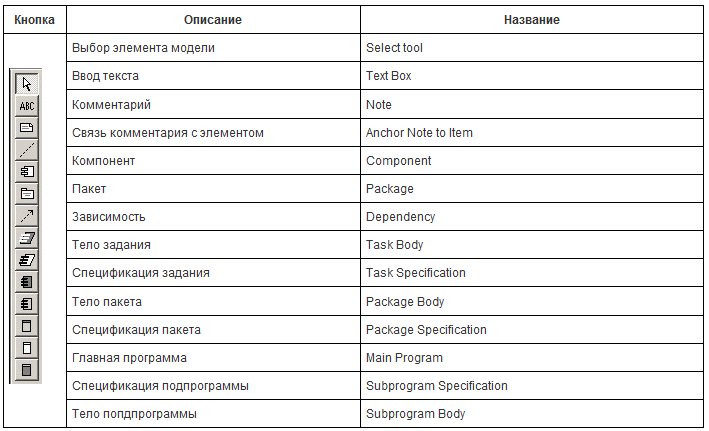 Кнопка Описание Название
Выбор элемента модели Select tool
ABC Ввод текста Text Box
Комментарий Note
Связь комментария с элементом Anchor Note to Item
Компонент Component
Пакет Package
Зависимость Dependency
Тело задания Task Body
Спецификация задания Task Specification
Тело пакета Package Body
Спецификация пакета Package Specification
Главная программа Main Program
Спецификация подпрограммы Subprogram Specification
Тело попдпрограммы Subprogram Body